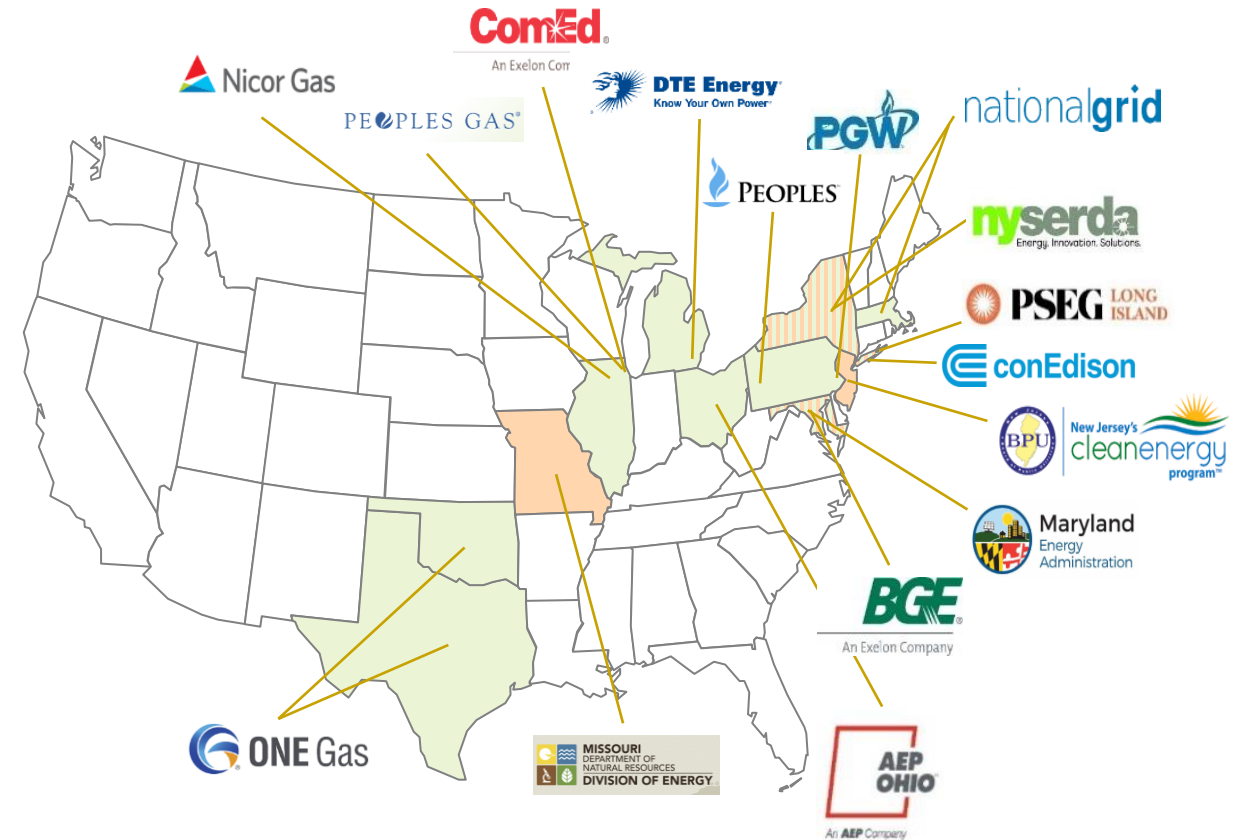 ComEd®
An Exelon Com
Nicor Gas
PEOPLES GAS®
DTE Energy®
Know Your Own Power®
PGW
nationalgrid
PEOPLES™
nyserda
Energy. Innovation. Solutions.
PSEG LONG
ISLAND
conEdison
BPU
New Jersey's
cleanenergy
program™
Maryland
Energy
Administration
BGE®
An Exelon Company
ONE Gas
MISSOURI
DEPARTMENT OF
NATURAL RESOURCES
DIVISION OF ENERGY
AEP
OHIO
An AEP Company